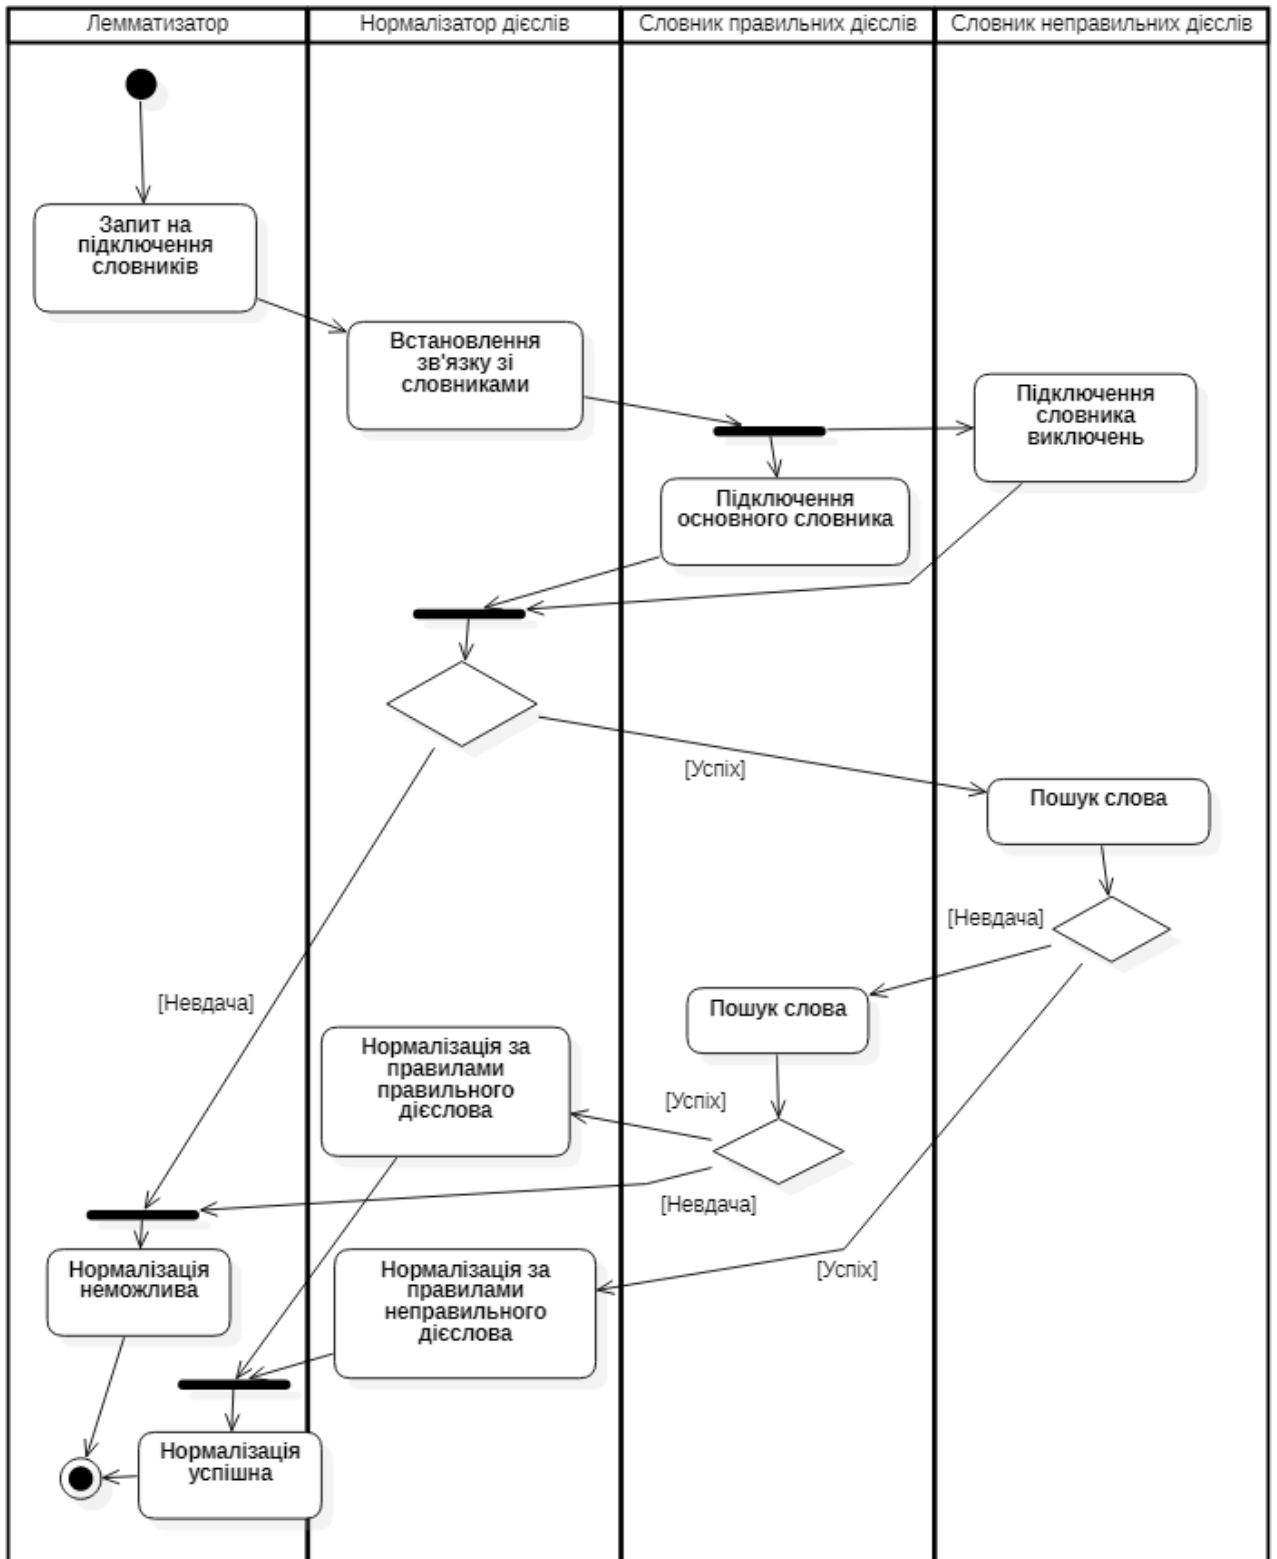 Лемматизатор
Нормалізатор дієслів
Словник правильних дієслів
Словник неправильних дієслів
Запит на
підключення
словників
Встановлення
зв'язку зі
словниками
Підключення
словника
виключень
Підключення
основного словника
[Успіх]
Пошук слова
[Невдача]
[Невдача]
Пошук слова
Нормалізація за
правилами
правильного
дієслова
[Успіх]
[Невдача]
Нормалізація
неможлива
Нормалізація за
правилами
неправильного
дієслова
[Успіх]
Нормалізація
успішна